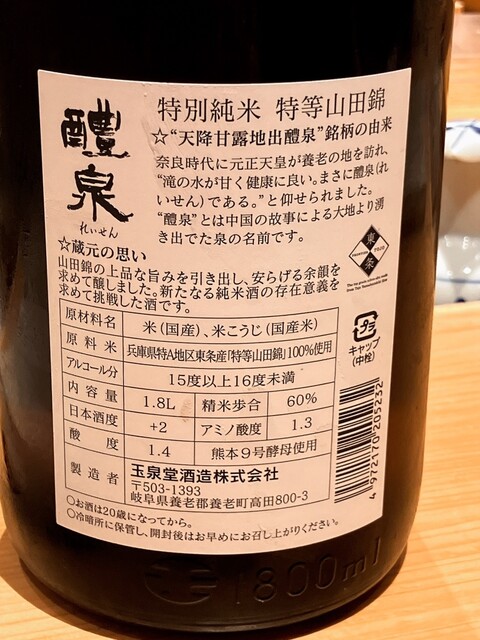 特別純米 特等山田錦
醴泉
れいせん
☆“天降甘露地出醴泉”銘柄の由来
奈良時代に元正天皇が養老の地を訪れ、
“滝の水が甘く健康に良い。まさに醴泉(れ
いせん)である。”と仰せられました。
“醴泉”とは中国の故事による大地より湧
き出でた泉の名前です。
☆蔵元の思い
山田錦の上品な旨みを引き出し、安らげる余韻を
求めて醸しました。新たなる純米酒の存在意義を
求めて挑戦した酒です。
東条
原材料名 米(国産)、米こうじ(国産米)
原料米 兵庫県特A地区東条産「特等山田錦」100%使用
アルコール分 15度以上16度未満
内容量 1.8L 精米歩合 60%
日本酒度 +2 アミノ酸度 1.3
酸度 1.4 熊本9号酵母使用
製造者 玉泉堂酒造株式会社
〒503-1393
岐阜県養老郡養老町高田800-3
プラ
キャップ
(中栓)
4 972170 205232
○お酒は20歳になってから。
○冷暗所に保管し、開封後はお早めにお召し上がりください。
1800ml